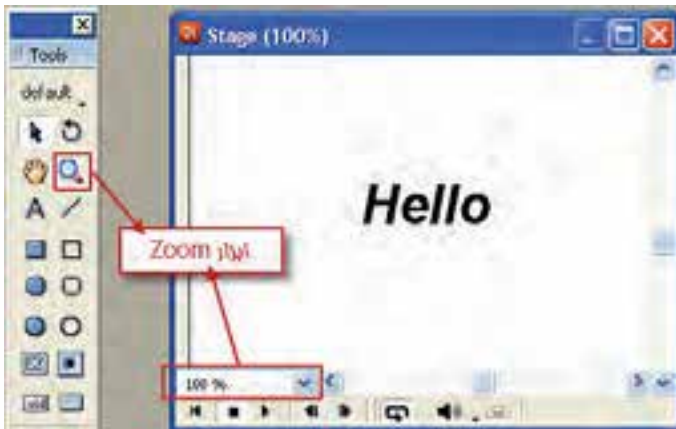 Stage (100%)
Tools
default
Hello
A
ابزار Zoom
100 %